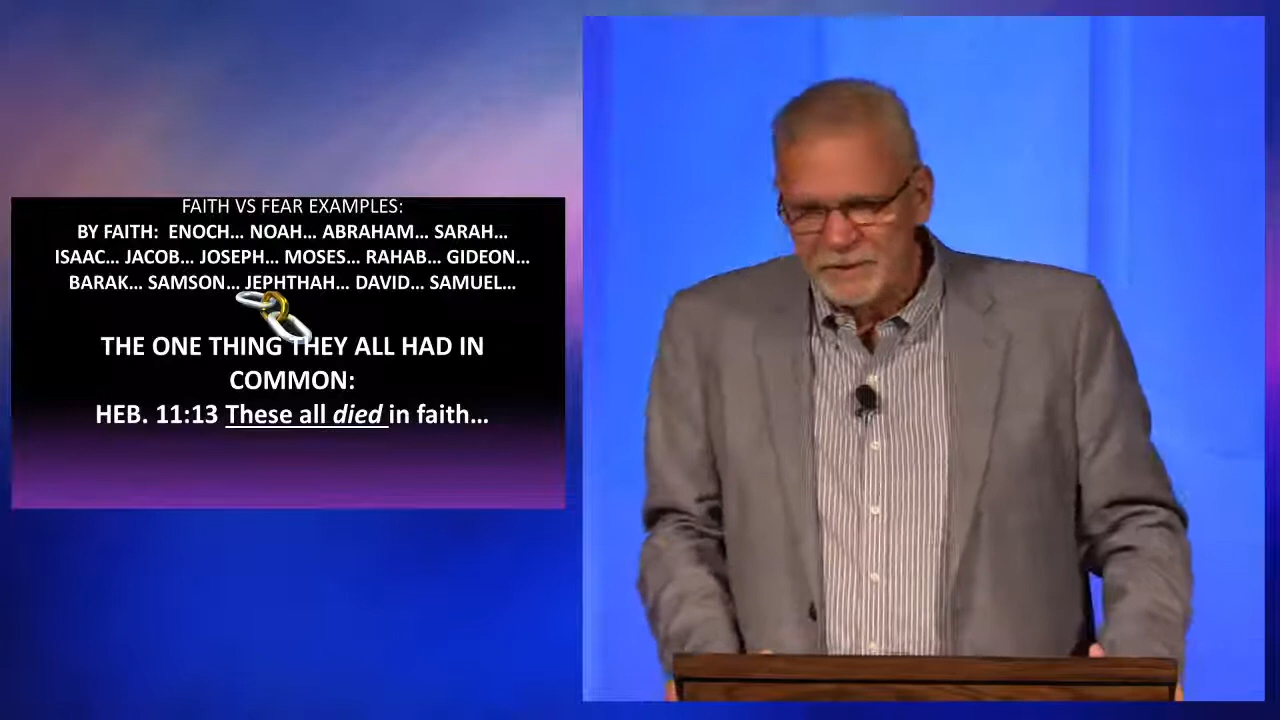 FAITH VS FEAR EXAMPLES:
BY FAITH:  ENOCH... NOAH... ABRAHAM... SARAH...
ISAAC... JACOB... JOSEPH... MOSES... RAHAB... GIDEON...
BARAK... SAMSON... JEPHTHAH... DAVID... SAMUEL...
THE ONE THING THEY ALL HAD IN
COMMON:
HEB. 11:13 These all died in faith...